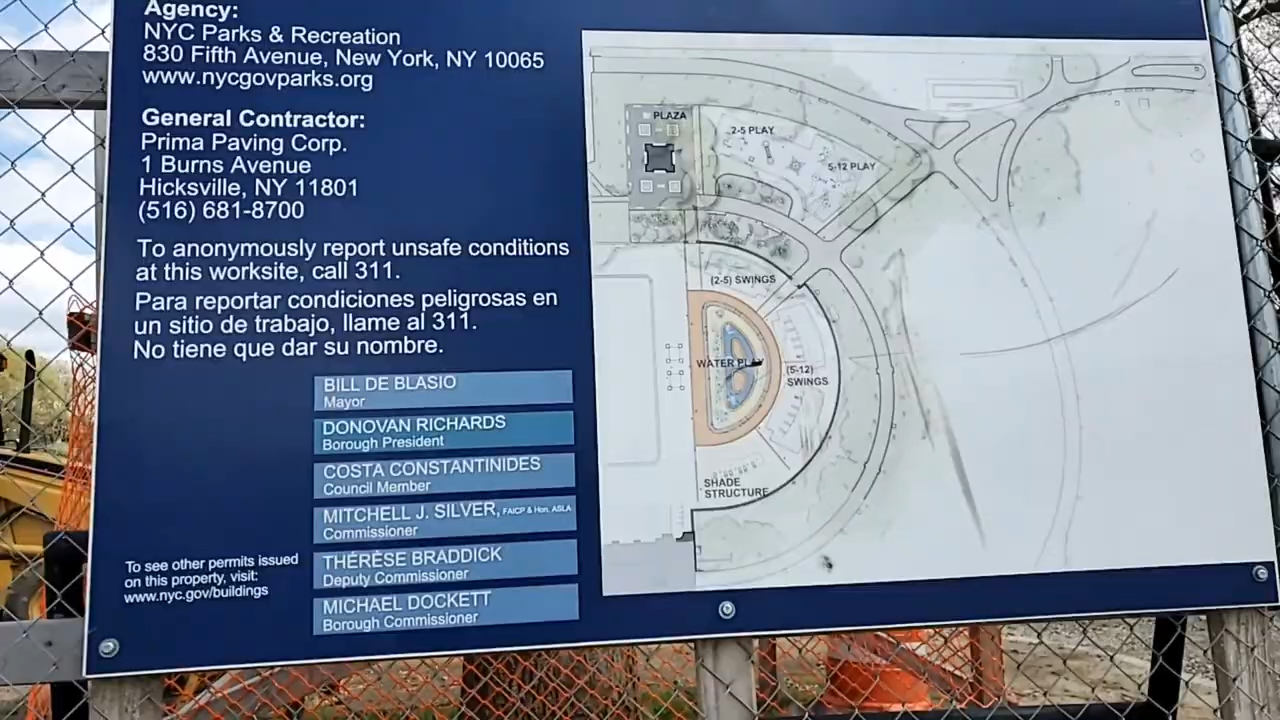 Agency:
NYC Parks & Recreation
830 Fifth Avenue, New York, NY 10065
www.nycgovparks.org
General Contractor:
Prima Paving Corp.
1 Burns Avenue
Hicksville, NY 11801
(516) 681-8700
To anonymously report unsafe conditions
at this worksite, call 311.
Para reportar condiciones peligrosas en
un sitio de trabajo, llame al 311.
No tiene que dar su nombre.
BILL DE BLASIO
Mayor
DONOVAN RICHARDS
Borough President
COSTA CONSTANTINIDES
Council Member
MITCHELL J. SILVER, FAICP & Hon. ASLA
Commissioner
THÉRÈSE BRADDICK
Deputy Commissioner
MICHAEL DOCKETT
Borough Commissioner
To see other permits issued
on this property, visit:
www.nyc.gov/buildings
PLAZA
2-5 PLAY
5-12 PLAY
(2-5) SWINGS
WATER PLAY
(5-12)
SWINGS
SHADE
STRUCTURE